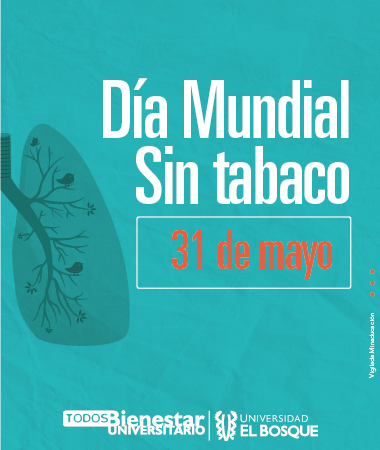 Día Mundial
Sin tabaco
31 de mayo
Vigilada Mineducación
TODOS Bienestar
UNIVERSITARIO
UNIVERSIDAD
EL BOSQUE